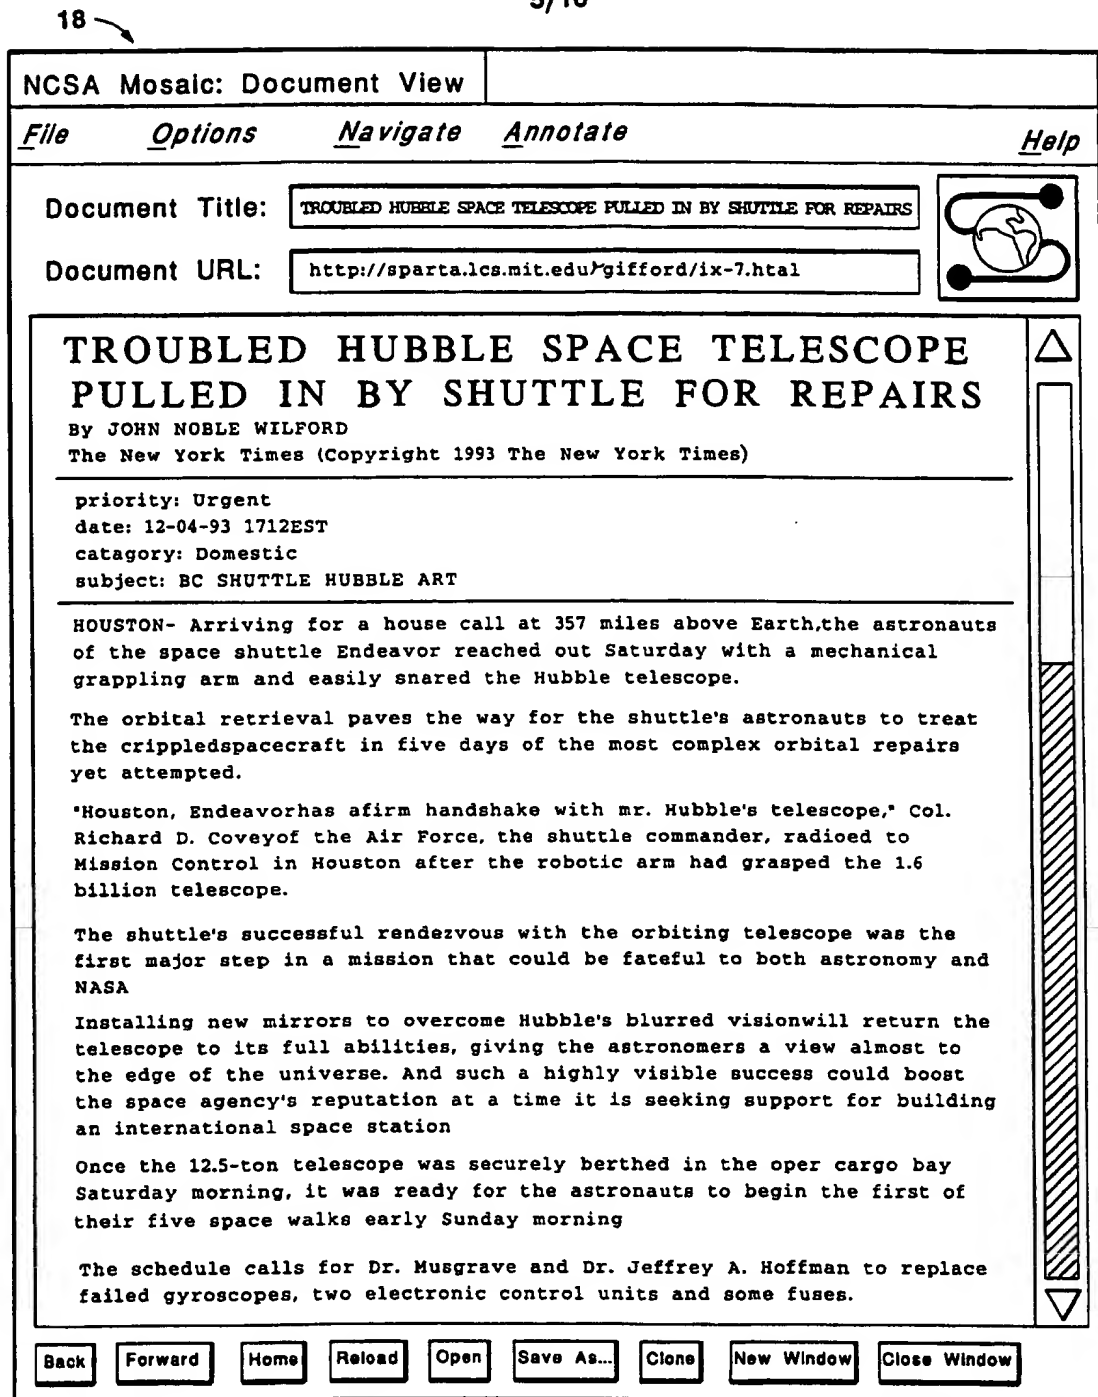 18
NCSA Mosaic: Document View
File Options Navigate Annotate Help
Document Title: TROUBLED HUBBLE SPACE TELESCOPE PULLED IN BY SHUTTLE FOR REPAIRS
Document URL: http://sparta.lcs.mit.edu/~gifford/ix-7.htal
TROUBLED HUBBLE SPACE TELESCOPE
PULLED IN BY SHUTTLE FOR REPAIRS
By JOHN NOBLE WILFORD
The New York Times (Copyright 1993 The New York Times)
priority: Urgent
date: 12-04-93 1712EST
catagory: Domestic
subject: BC SHUTTLE HUBBLE ART
HOUSTON- Arriving for a house call at 357 miles above Earth,the astronauts
of the space shuttle Endeavor reached out Saturday with a mechanical
grappling arm and easily snared the Hubble telescope.
The orbital retrieval paves the way for the shuttle's astronauts to treat
the crippledspacecraft in five days of the most complex orbital repairs
yet attempted.
"Houston, Endeavorhas afirm handshake with mr. Hubble's telescope," Col.
Richard D. Coveyof the Air Force, the shuttle commander, radioed to
Mission Control in Houston after the robotic arm had grasped the 1.6
billion telescope.
The shuttle's successful rendezvous with the orbiting telescope was the
first major step in a mission that could be fateful to both astronomy and
NASA
Installing new mirrors to overcome Hubble's blurred visionwill return the
telescope to its full abilities, giving the astronomers a view almost to
the edge of the universe. And such a highly visible success could boost
the space agency's reputation at a time it is seeking support for building
an international space station
Once the 12.5-ton telescope was securely berthed in the oper cargo bay
Saturday morning, it was ready for the astronauts to begin the first of
their five space walks early Sunday morning
The schedule calls for Dr. Musgrave and Dr. Jeffrey A. Hoffman to replace
failed gyroscopes, two electronic control units and some fuses.
Back Forward Home Reload Open Save As... Clone New Window Close Window